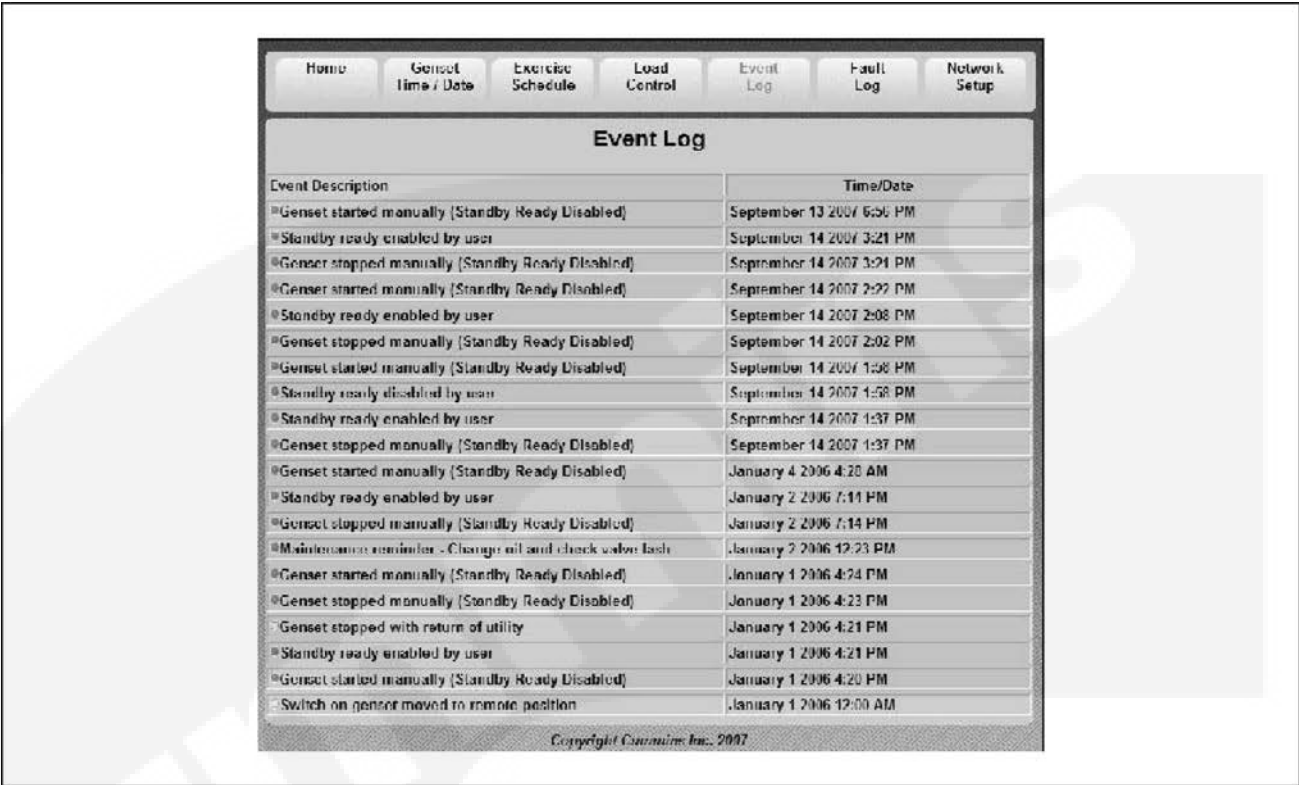 Home
Genset
Time / Date
Exercise
Schedule
Load
Control
Event
Log
Fault
Log
Network
Setup
Event Log
Event Description Time/Date
Genset started manually (Standby Ready Disabled) September 13 2007 6:56 PM
Standby ready enabled by user September 14 2007 3:21 PM
Genset stopped manually (Standby Ready Disabled) September 14 2007 3:21 PM
Genset started manually (Standby Ready Disabled) September 14 2007 2:22 PM
Standby ready enabled by user September 14 2007 2:08 PM
Genset stopped manually (Standby Ready Disabled) September 14 2007 2:02 PM
Genset started manually (Standby Ready Disabled) September 14 2007 1:58 PM
Standby ready disabled by user September 14 2007 1:58 PM
Standby ready enabled by user September 14 2007 1:37 PM
Genset stopped manually (Standby Ready Disabled) September 14 2007 1:37 PM
Genset started manually (Standby Ready Disabled) January 4 2006 4:28 AM
Standby ready enabled by user January 2 2006 7:14 PM
Genset stopped manually (Standby Ready Disabled) January 2 2006 7:14 PM
Maintenance reminder - Change oil and check valve lash January 2 2006 12:23 PM
Genset started manually (Standby Ready Disabled) January 1 2006 4:24 PM
Genset stopped manually (Standby Ready Disabled) January 1 2006 4:23 PM
Genset stopped with return of utility January 1 2006 4:21 PM
Standby ready enabled by user January 1 2006 4:21 PM
Genset started manually (Standby Ready Disabled) January 1 2006 4:20 PM
Switch on genset moved to remote position January 1 2006 12:00 AM
Copyright Cummins Inc. 2007